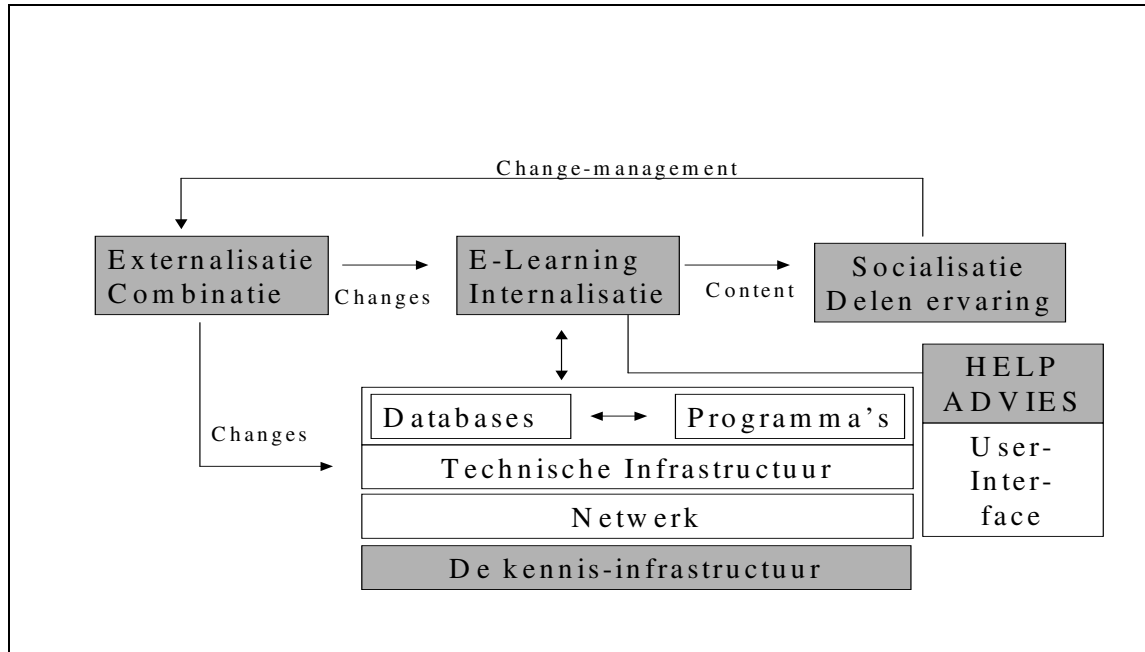 Change-management
Externalisatie
Combinatie
Changes
E-Learning
Internalisatie
Content
Socialisatie
Delen ervaring
HELP
ADVIES
Changes
Databases
Programma's
User-
Inter-
face
Technische Infrastructuur
Netwerk
De kennis-infrastructuur